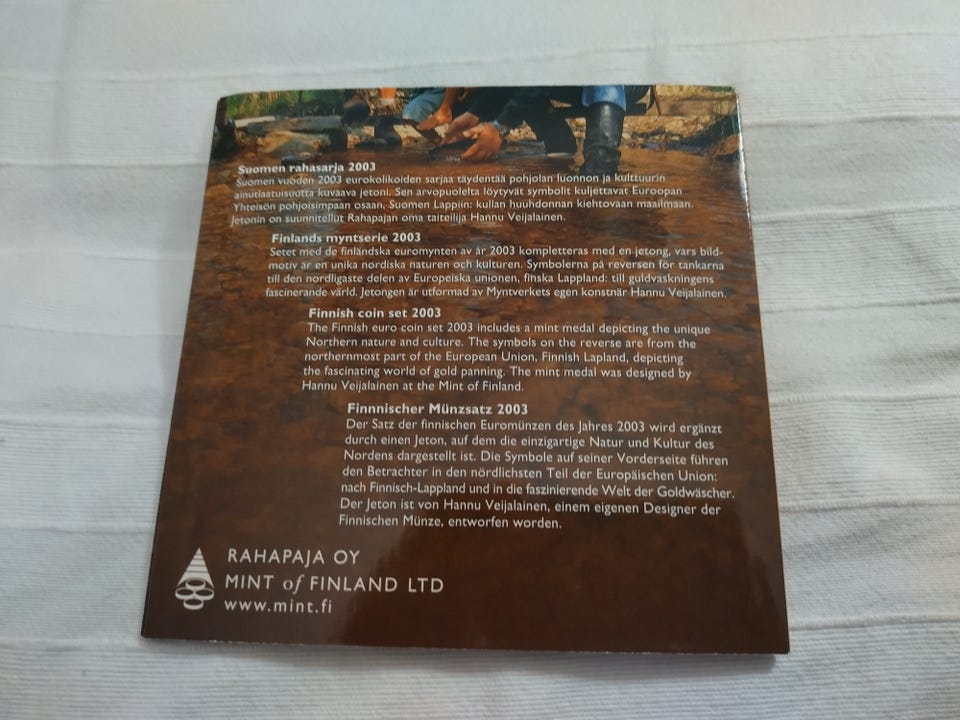 Suomen rahasarja 2003
Suomen vuoden 2003 eurokolikoiden sarjaa täydentää pohjolan luonnon ja kulttuurin
ainutlaatuisuutta kuvaava jetoni. Sen arvopuolelta löytyvät symbolit kuljettavat Euroopan
Yhteisön pohjoisimpaan osaan, Suomen Lappiin: kullan huuhdonnan kiehtovaan maailmaan.
Jetonin on suunnitellut Rahapajan oma taiteilija Hannu Veijalainen.
Finlands myntserie 2003
Setet med de finländska euromynten av år 2003 kompletteras med en jetong, vars bild-
motiv är en unika nordiska naturen och kulturen. Symbolerna på reversen för tankarna
till den nordligaste delen av Europeiska unionen, finska Lappland: till guldvaskningens
fascinerande värld. Jetongen är utformad av Myntverkets egen konstnär Hannu Veijalainen.
Finnish coin set 2003
The Finnish euro coin set 2003 includes a mint medal depicting the unique
Northern nature and culture. The symbols on the reverse are from the
northernmost part of the European Union, Finnish Lapland, depicting
the fascinating world of gold panning. The mint medal was designed by
Hannu Veijalainen at the Mint of Finland.
Finnnischer Münzsatz 2003
Der Satz der finnischen Euromünzen des Jahres 2003 wird ergänzt
durch einen Jeton, auf dem die einzigartige Natur und Kultur des
Nordens dargestellt ist. Die Symbole auf seiner Vorderseite führen
den Betrachter in den nördlichsten Teil der Europäischen Union:
nach Finnisch-Lappland und in die faszinierende Welt der Goldwäscher.
Der Jeton ist von Hannu Veijalainen, einem eigenen Designer der
Finnischen Münze, entworfen worden.
RAHAPAJA OY
MINT of FINLAND LTD
www.mint.fi